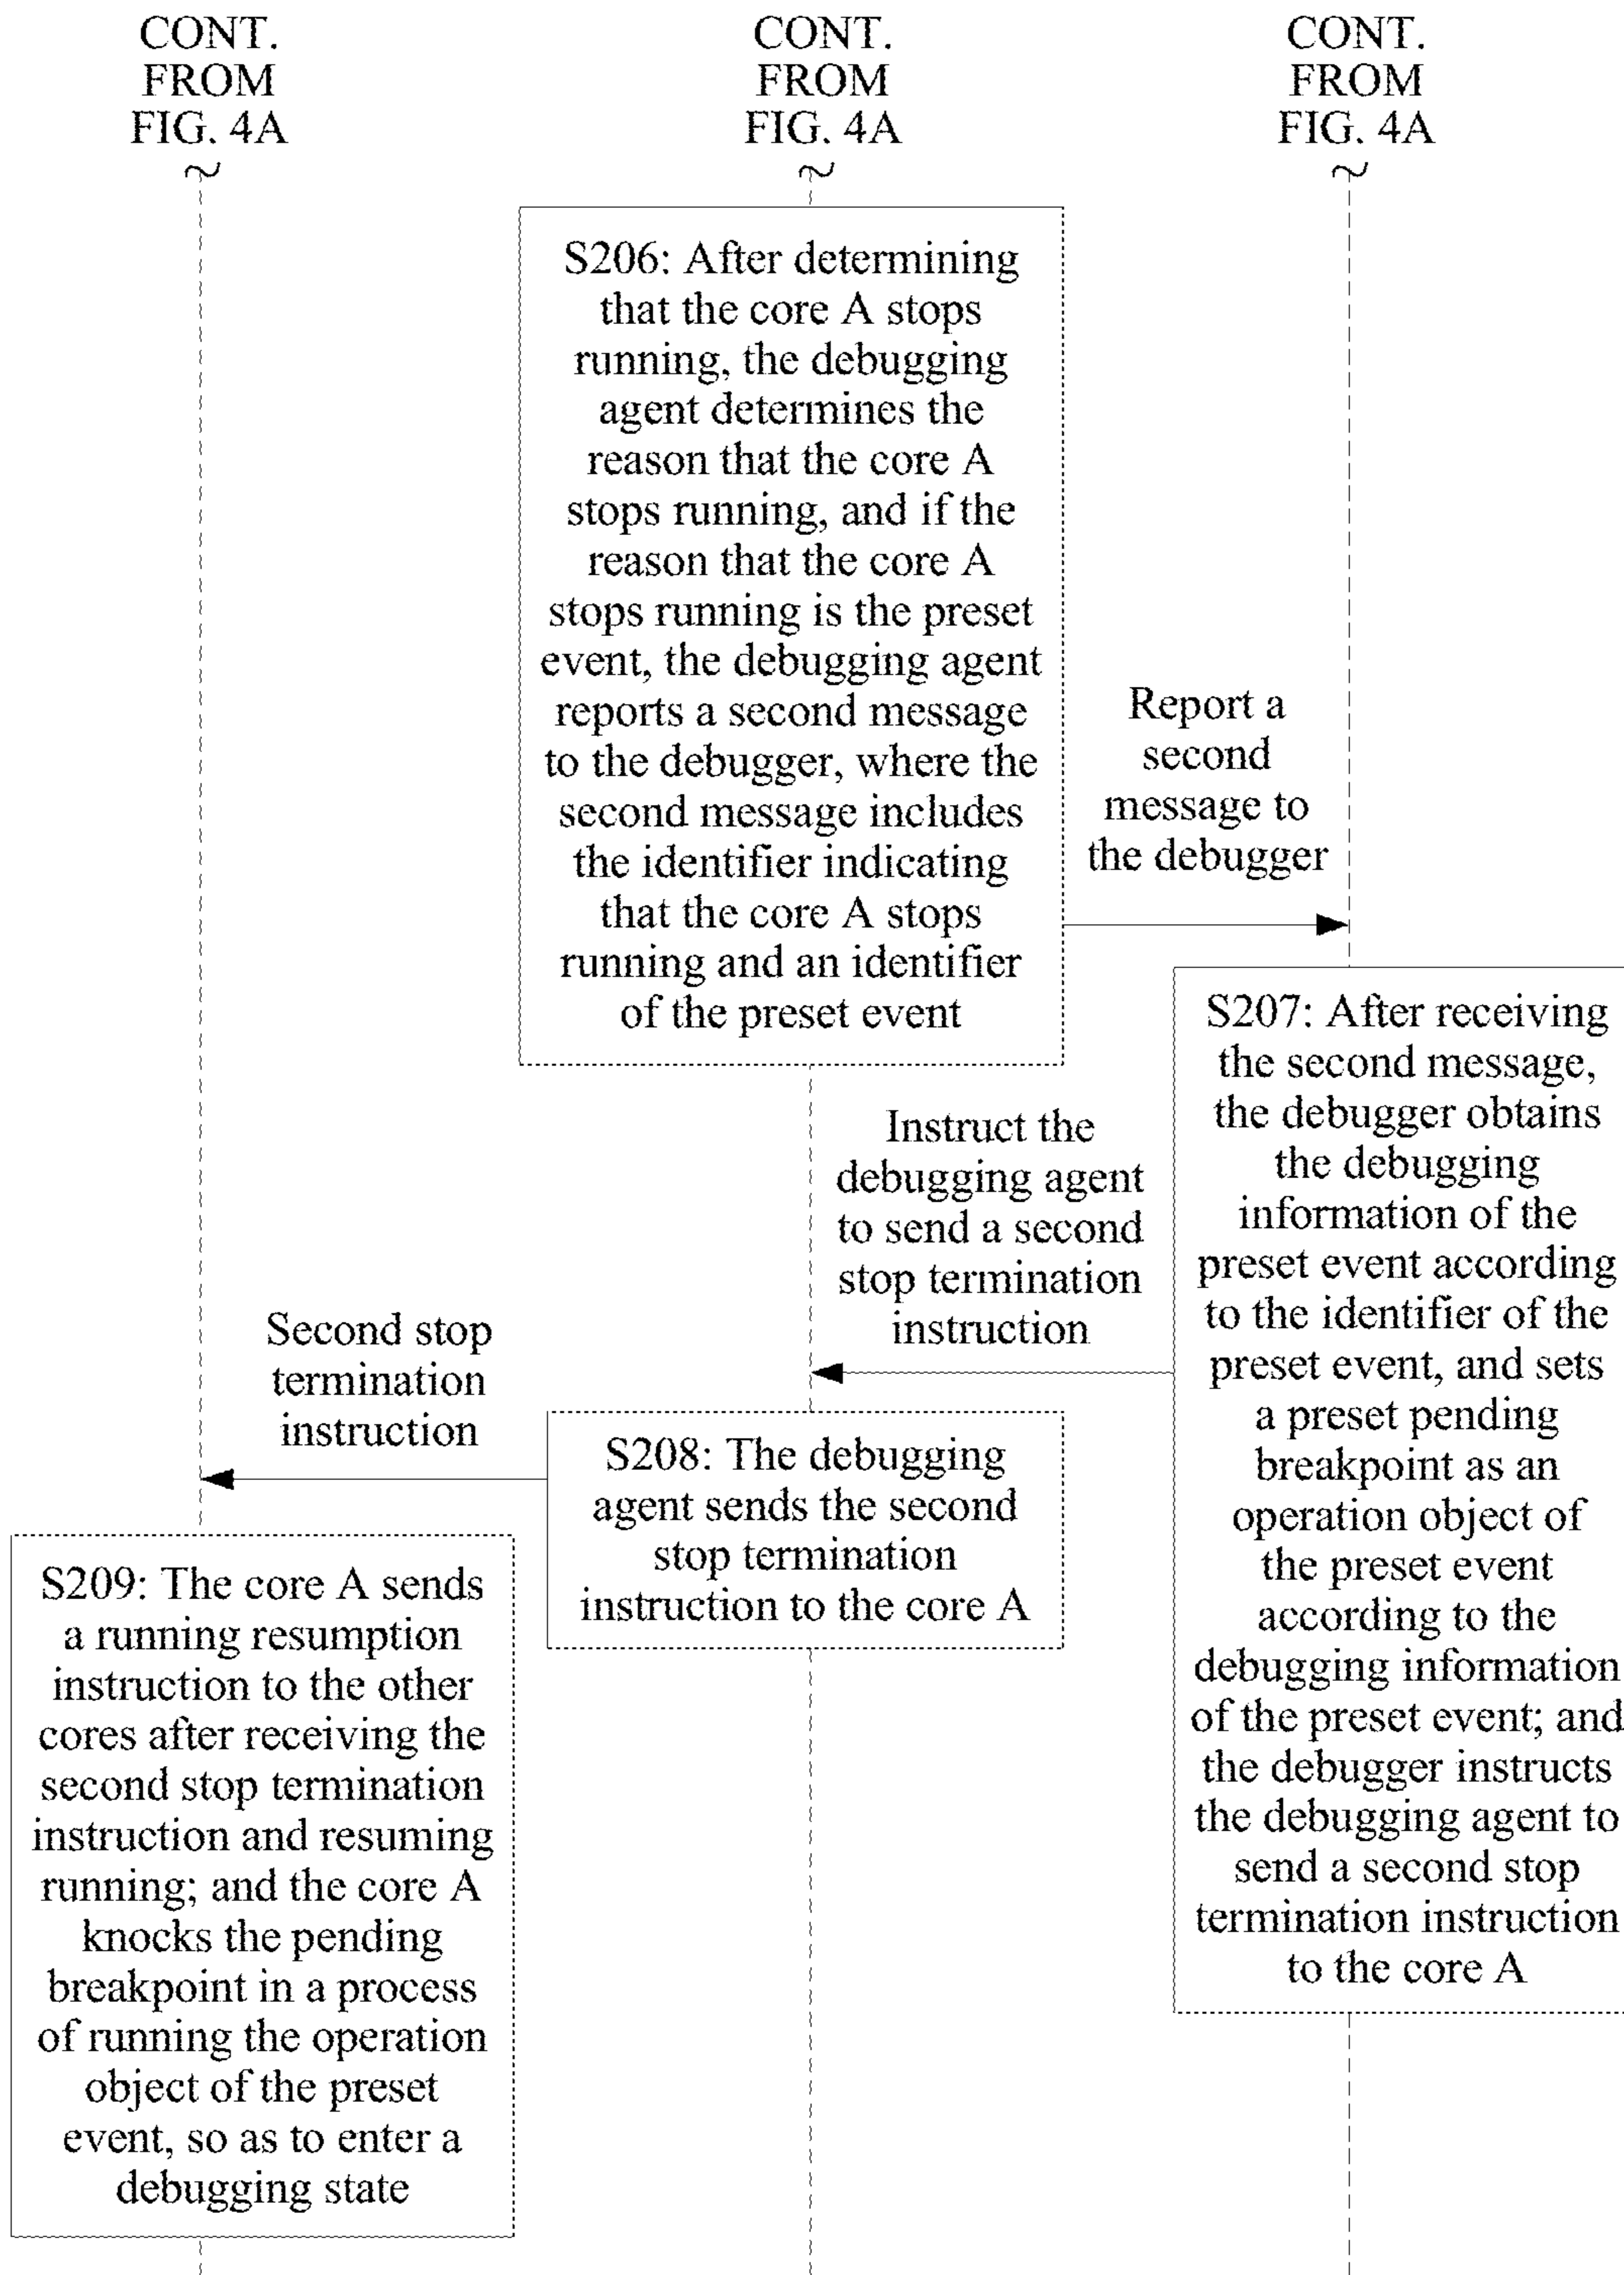 CONT.
FROM
FIG. 4A
CONT.
FROM
FIG. 4A
CONT.
FROM
FIG. 4A
S206: After determining
that the core A stops
running, the debugging
agent determines the
reason that the core A
stops running, and if the
reason that the core A
stops running is the preset
event, the debugging agent
reports a second message
to the debugger, where the
second message includes
the identifier indicating
that the core A stops
running and an identifier
of the preset event
Report a
second
message to
the debugger
S207: After receiving
the second message,
the debugger obtains
the debugging
information of the
preset event according
to the identifier of the
preset event, and sets
a preset pending
breakpoint as an
operation object of
the preset event
according to the
debugging information
of the preset event; and
the debugger instructs
the debugging agent to
send a second stop
termination instruction
to the core A
Instruct the
debugging agent
to send a second
stop termination
instruction
S208: The debugging
agent sends the second
stop termination
instruction to the core A
Second stop
termination
instruction
S209: The core A sends
a running resumption
instruction to the other
cores after receiving the
second stop termination
instruction and resuming
running; and the core A
knocks the pending
breakpoint in a process
of running the operation
object of the preset
event, so as to enter a
debugging state